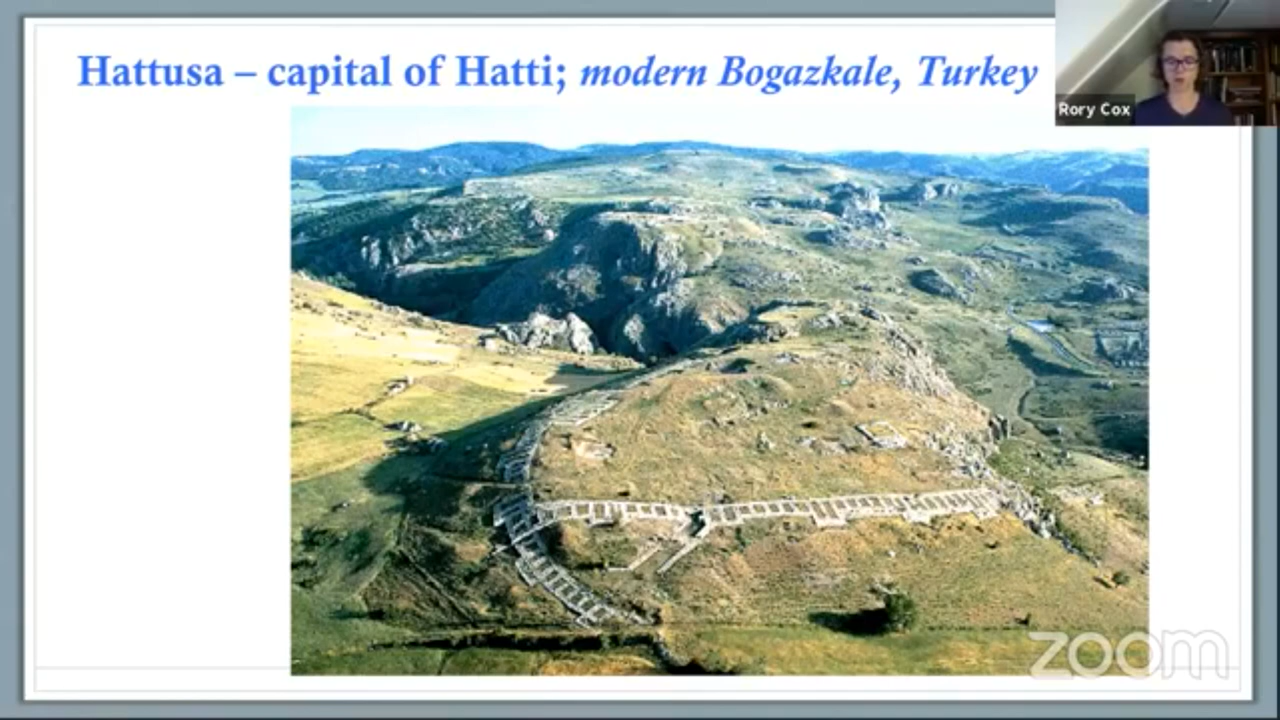 Hattusa – capital of Hatti; modern Bogazkale, Turkey
Rory Cox
zoom